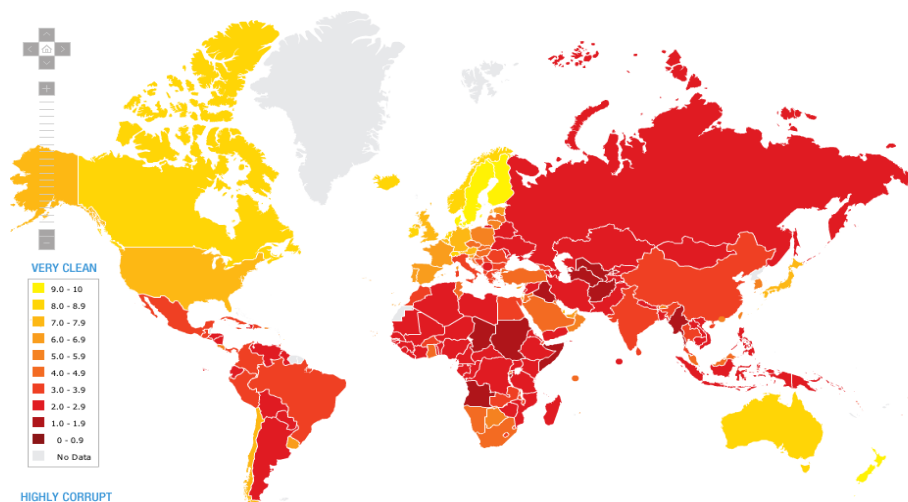 VERY CLEAN
9.0 - 10
8.0 - 8.9
7.0 - 7.9
6.0 - 6.9
5.0 - 5.9
4.0 - 4.9
3.0 - 3.9
2.0 - 2.9
1.0 - 1.9
0 - 0.9
No Data
HIGHLY CORRUPT